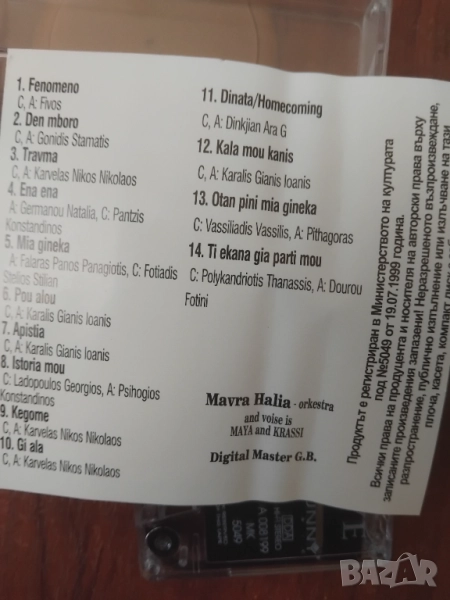 1. Fenomeno
C, A: Fivos
2. Den mboro
C, A: Gonidis Stamatis
3. Travma
C, A: Karvelas Nikos Nikolaos
4. Ena ena
A: Germanou Natalia, C: Pantzis
Konstandinos
5. Mia gineka
A: Falaras Panos Panagiotis, C: Fotiadis
Stelios Stilian
6. Pou alou
C, A: Karalis Gianis Ioanis
7. Apistia
C, A: Karalis Gianis Ioanis
8. Istoria mou
C: Ladopoulos Georgios, A: Psihogios
Konstandinos
9. Kegome
C, A: Karvelas Nikos Nikolaos
10. Gi ala
C, A: Karvelas Nikos Nikolaos
11. Dinata/Homecoming
C, A: Dinkjian Ara G
12. Kala mou kanis
C, A: Karalis Gianis Ioanis
13. Otan pini mia gineka
C: Vassiliadis Vassilis, A: Pithagoras
14. Ti ekana gia parti mou
C: Polykandriotis Thanassis, A: Dourou
Fotini
Mavra Halia - orkestra
and voise is
MAYA and KRASSI
Digital Master G.B.
Продуктът е регистриран в Министерството на културата
под №5049 от 19.07.1999 година.
Всички права на продуцента и носителя на авторски права върху
записаните произведения запазени! Неразрешеното възпроизвеждане,
разпространение, публично изпълнение или излъчване на тази
плоча, касета, компакт диск
МК
5049
BAZAR